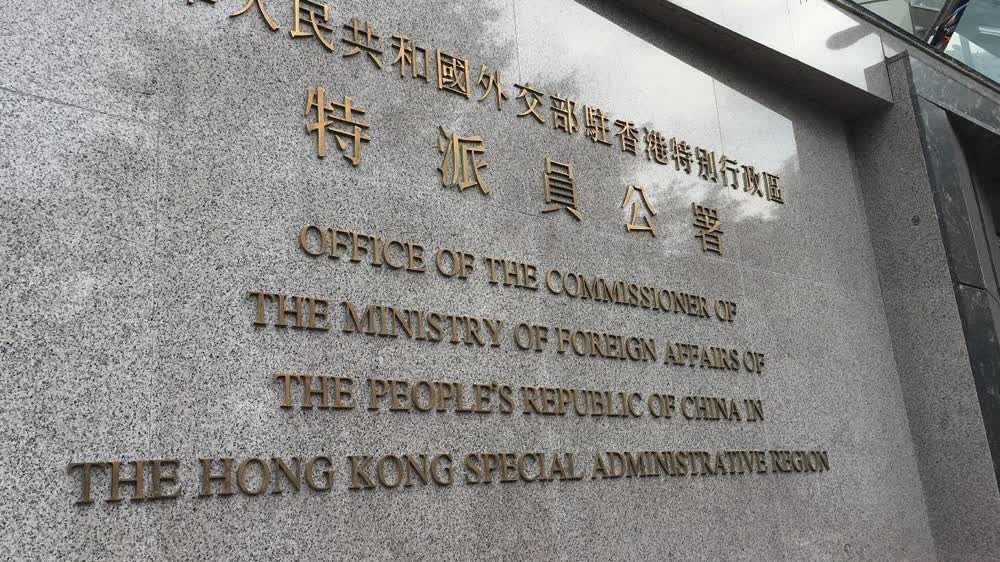 人民共和國外交部駐香港特別行政區
特派員公署
OFFICE OF THE COMMISSIONER OF
THE MINISTRY OF FOREIGN AFFAIRS OF
THE PEOPLE'S REPUBLIC OF CHINA IN
THE HONG KONG SPECIAL ADMINISTRATIVE REGION